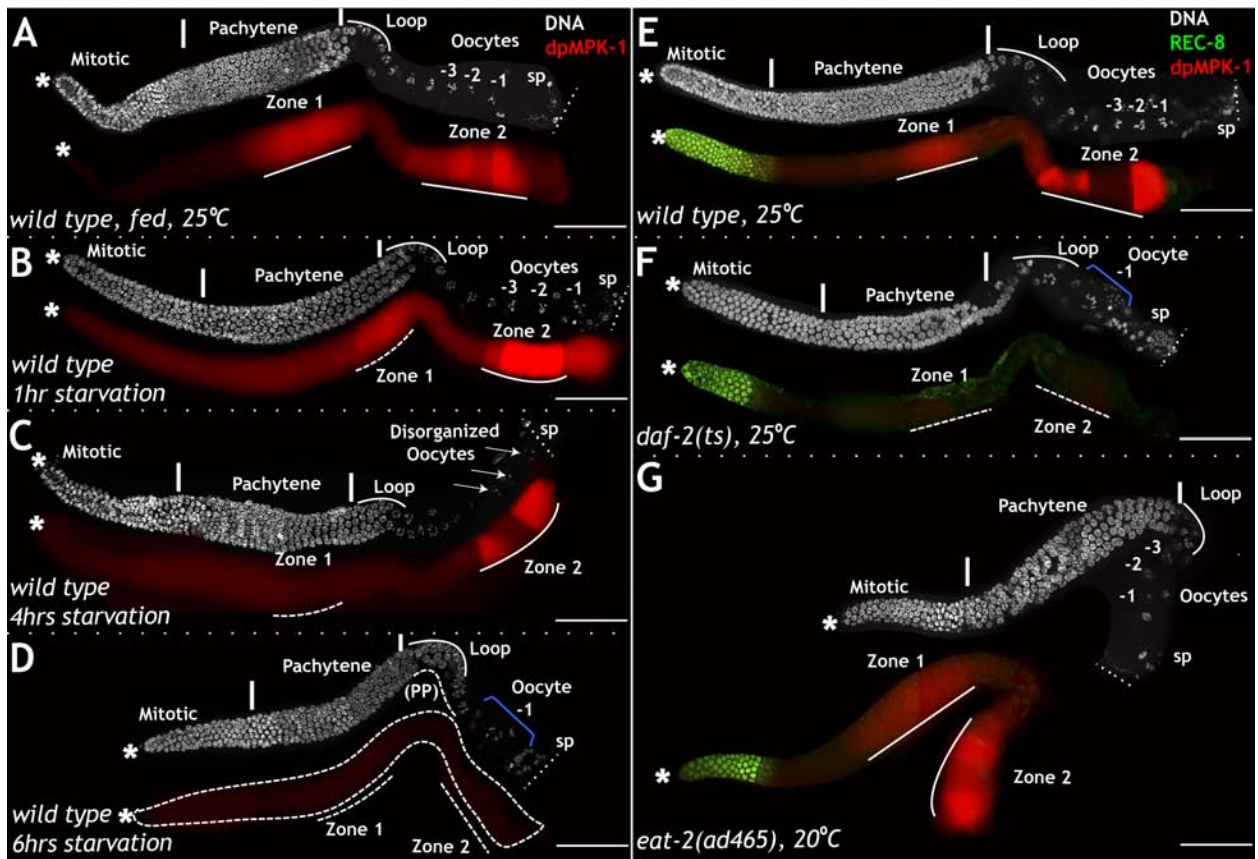 A
DNA
dpMPK-1
Pachytene
Loop
Mitotic
Oocytes
-3 -2 -1
sp
*
Zone 1
*
Zone 2
wild type, fed, 25°C
B
*
Mitotic
Pachytene
Loop
Oocytes
-3 -2 -1
sp
*
Zone 2
Zone 1
wild type
1hr starvation
C
*
Mitotic
Pachytene
Loop
Disorganized
Oocytes
sp
*
Zone 1
Zone 2
wild type
4hrs starvation
D
Pachytene
Loop
(PP)
Mitotic
Oocyte
-1
sp
*
*
Zone 1
Zone 2
wild type
6hrs starvation
E
DNA
REC-8
dpMPK-1
Mitotic
Pachytene
Loop
Oocytes
-3 -2 -1
sp
*
*
Zone 1
Zone 2
wild type, 25°C
F
Mitotic
Pachytene
Loop
Oocyte
-1
sp
*
*
Zone 1
Zone 2
daf-2(ts), 25°C
G
Pachytene
Loop
Mitotic
-3
-2
-1
Oocytes
*
sp
Zone 1
*
Zone 2
eat-2(ad465), 20°C